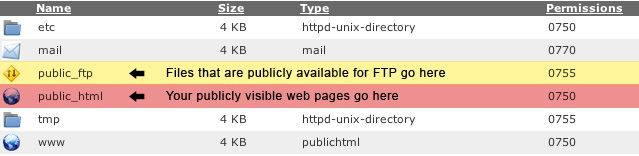 Name Size Type Permissions
etc 4 KB httpd-unix-directory 0750
mail 4 KB mail 0770
public_ftp Files that are publicly available for FTP go here 0755
public_html Your publicly visible web pages go here 0750
tmp 4 KB httpd-unix-directory 0755
www 4 KB publichtml 0750